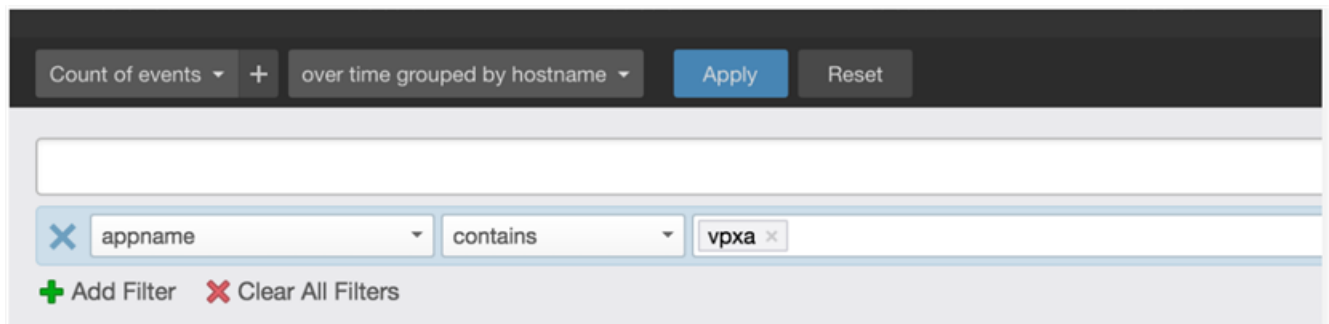 Count of events + over time grouped by hostname Apply Reset
appname contains vpxa ×
Add Filter Clear All Filters